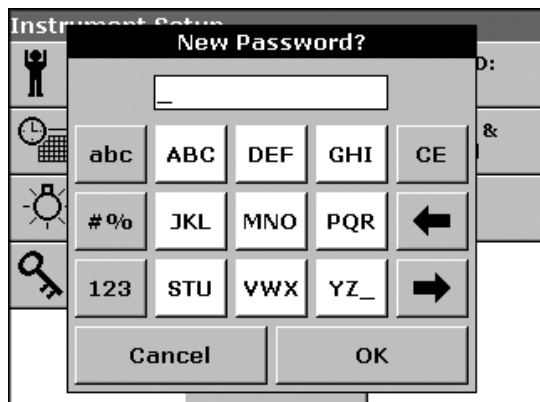 Instrument Setup
New Password?
D:
_
&
abc ABC DEF GHI CE
#% JKL MNO PQR
123 STU VWX YZ_
Cancel OK